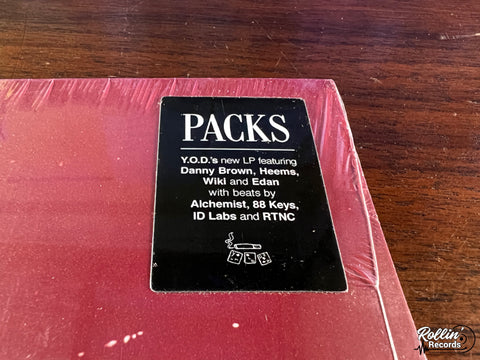 PACKS
Y.O.D.'s new LP featuring
Danny Brown, Heems,
Wiki and Edan
with beats by
Alchemist, 88 Keys,
ID Labs and RTNC
Rollin'
Records